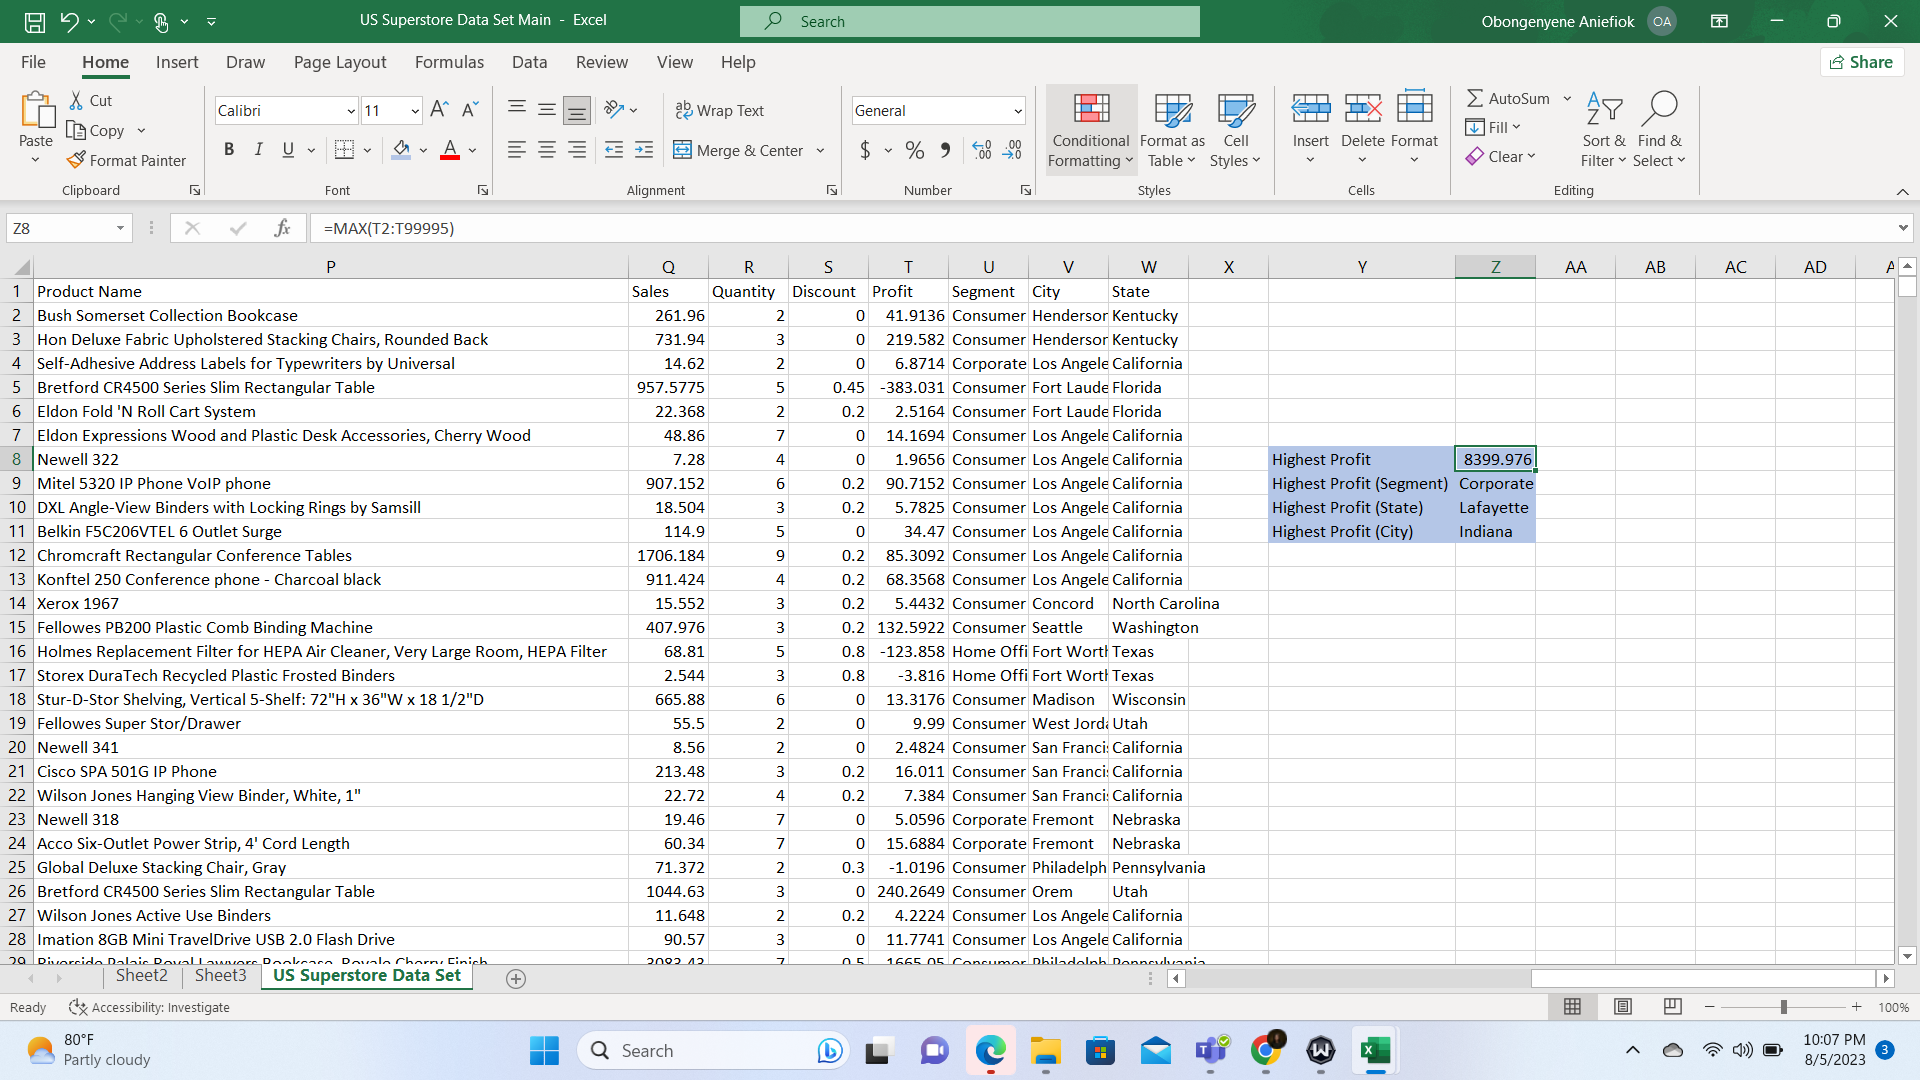 US Superstore Data Set Main - Excel
Search
Obongenyene Aniefiok OA
File Home Insert Draw Page Layout Formulas Data Review View Help
Share
Paste
Cut
Copy
Format Painter
Clipboard
Calibri 11
B I U
Font
Wrap Text
Merge & Center
Alignment
General
$ % 9
Number
Conditional Formatting
Format as Table
Cell Styles
Styles
Insert Delete Format
Cells
AutoSum
Fill
Clear
Sort & Filter
Find & Select
Editing
Z8 fx =MAX(T2:T99995)
P Q R S T U V W X Y Z AA AB AC AD
1 Product Name Sales Quantity Discount Profit Segment City State
2 Bush Somerset Collection Bookcase 261.96 2 0 41.9136 Consumer Henderson Kentucky
3 Hon Deluxe Fabric Upholstered Stacking Chairs, Rounded Back 731.94 3 0 219.582 Consumer Henderson Kentucky
4 Self-Adhesive Address Labels for Typewriters by Universal 14.62 2 0 6.8714 Corporate Los Angele California
5 Bretford CR4500 Series Slim Rectangular Table 957.5775 5 0.45 -383.031 Consumer Fort Laude Florida
6 Eldon Fold 'N Roll Cart System 22.368 2 0.2 2.5164 Consumer Fort Laude Florida
7 Eldon Expressions Wood and Plastic Desk Accessories, Cherry Wood 48.86 7 0 14.1694 Consumer Los Angele California
8 Newell 322 7.28 4 0 1.9656 Consumer Los Angele California Highest Profit 8399.976
9 Mitel 5320 IP Phone VoIP phone 907.152 6 0.2 90.7152 Consumer Los Angele California Highest Profit (Segment) Corporate
10 DXL Angle-View Binders with Locking Rings by Samsill 18.504 3 0.2 5.7825 Consumer Los Angele California Highest Profit (State) Lafayette
11 Belkin F5C206VTEL 6 Outlet Surge 114.9 5 0 34.47 Consumer Los Angele California Highest Profit (City) Indiana
12 Chromcraft Rectangular Conference Tables 1706.184 9 0.2 85.3092 Consumer Los Angele California
13 Konftel 250 Conference phone - Charcoal black 911.424 4 0.2 68.3568 Consumer Los Angele California
14 Xerox 1967 15.552 3 0.2 5.4432 Consumer Concord North Carolina
15 Fellowes PB200 Plastic Comb Binding Machine 407.976 3 0.2 132.5922 Consumer Seattle Washington
16 Holmes Replacement Filter for HEPA Air Cleaner, Very Large Room, HEPA Filter 68.81 5 0.8 -123.858 Home Offi Fort Worth Texas
17 Storex DuraTech Recycled Plastic Frosted Binders 2.544 3 0.8 -3.816 Home Offi Fort Worth Texas
18 Stur-D-Stor Shelving, Vertical 5-Shelf: 72"H x 36"W x 18 1/2"D 665.88 6 0 13.3176 Consumer Madison Wisconsin
19 Fellowes Super Stor/Drawer 55.5 2 0 9.99 Consumer West Jorda Utah
20 Newell 341 8.56 2 0 2.4824 Consumer San Francis California
21 Cisco SPA 501G IP Phone 213.48 3 0.2 16.011 Consumer San Francis California
22 Wilson Jones Hanging View Binder, White, 1" 22.72 4 0.2 7.384 Consumer San Francis California
23 Newell 318 19.46 7 0 5.0596 Corporate Fremont Nebraska
24 Acco Six-Outlet Power Strip, 4' Cord Length 60.34 7 0 15.6884 Corporate Fremont Nebraska
25 Global Deluxe Stacking Chair, Gray 71.372 2 0.3 -1.0196 Consumer Philadelph Pennsylvania
26 Bretford CR4500 Series Slim Rectangular Table 1044.63 3 0 240.2649 Consumer Orem Utah
27 Wilson Jones Active Use Binders 11.648 2 0.2 4.2224 Consumer Los Angele California
28 Imation 8GB Mini TravelDrive USB 2.0 Flash Drive 90.57 3 0 11.7741 Consumer Los Angele California
29 Riverside Palais Royal Lawyers Bookcase, Royale Cherry Finish 3083.43 7 0.5 -1665.05 Consumer Philadelph Pennsylvania
Sheet2 Sheet3 US Superstore Data Set
Ready Accessibility: Investigate 100%
80°F
Partly cloudy
Search
10:07 PM
8/5/2023 3